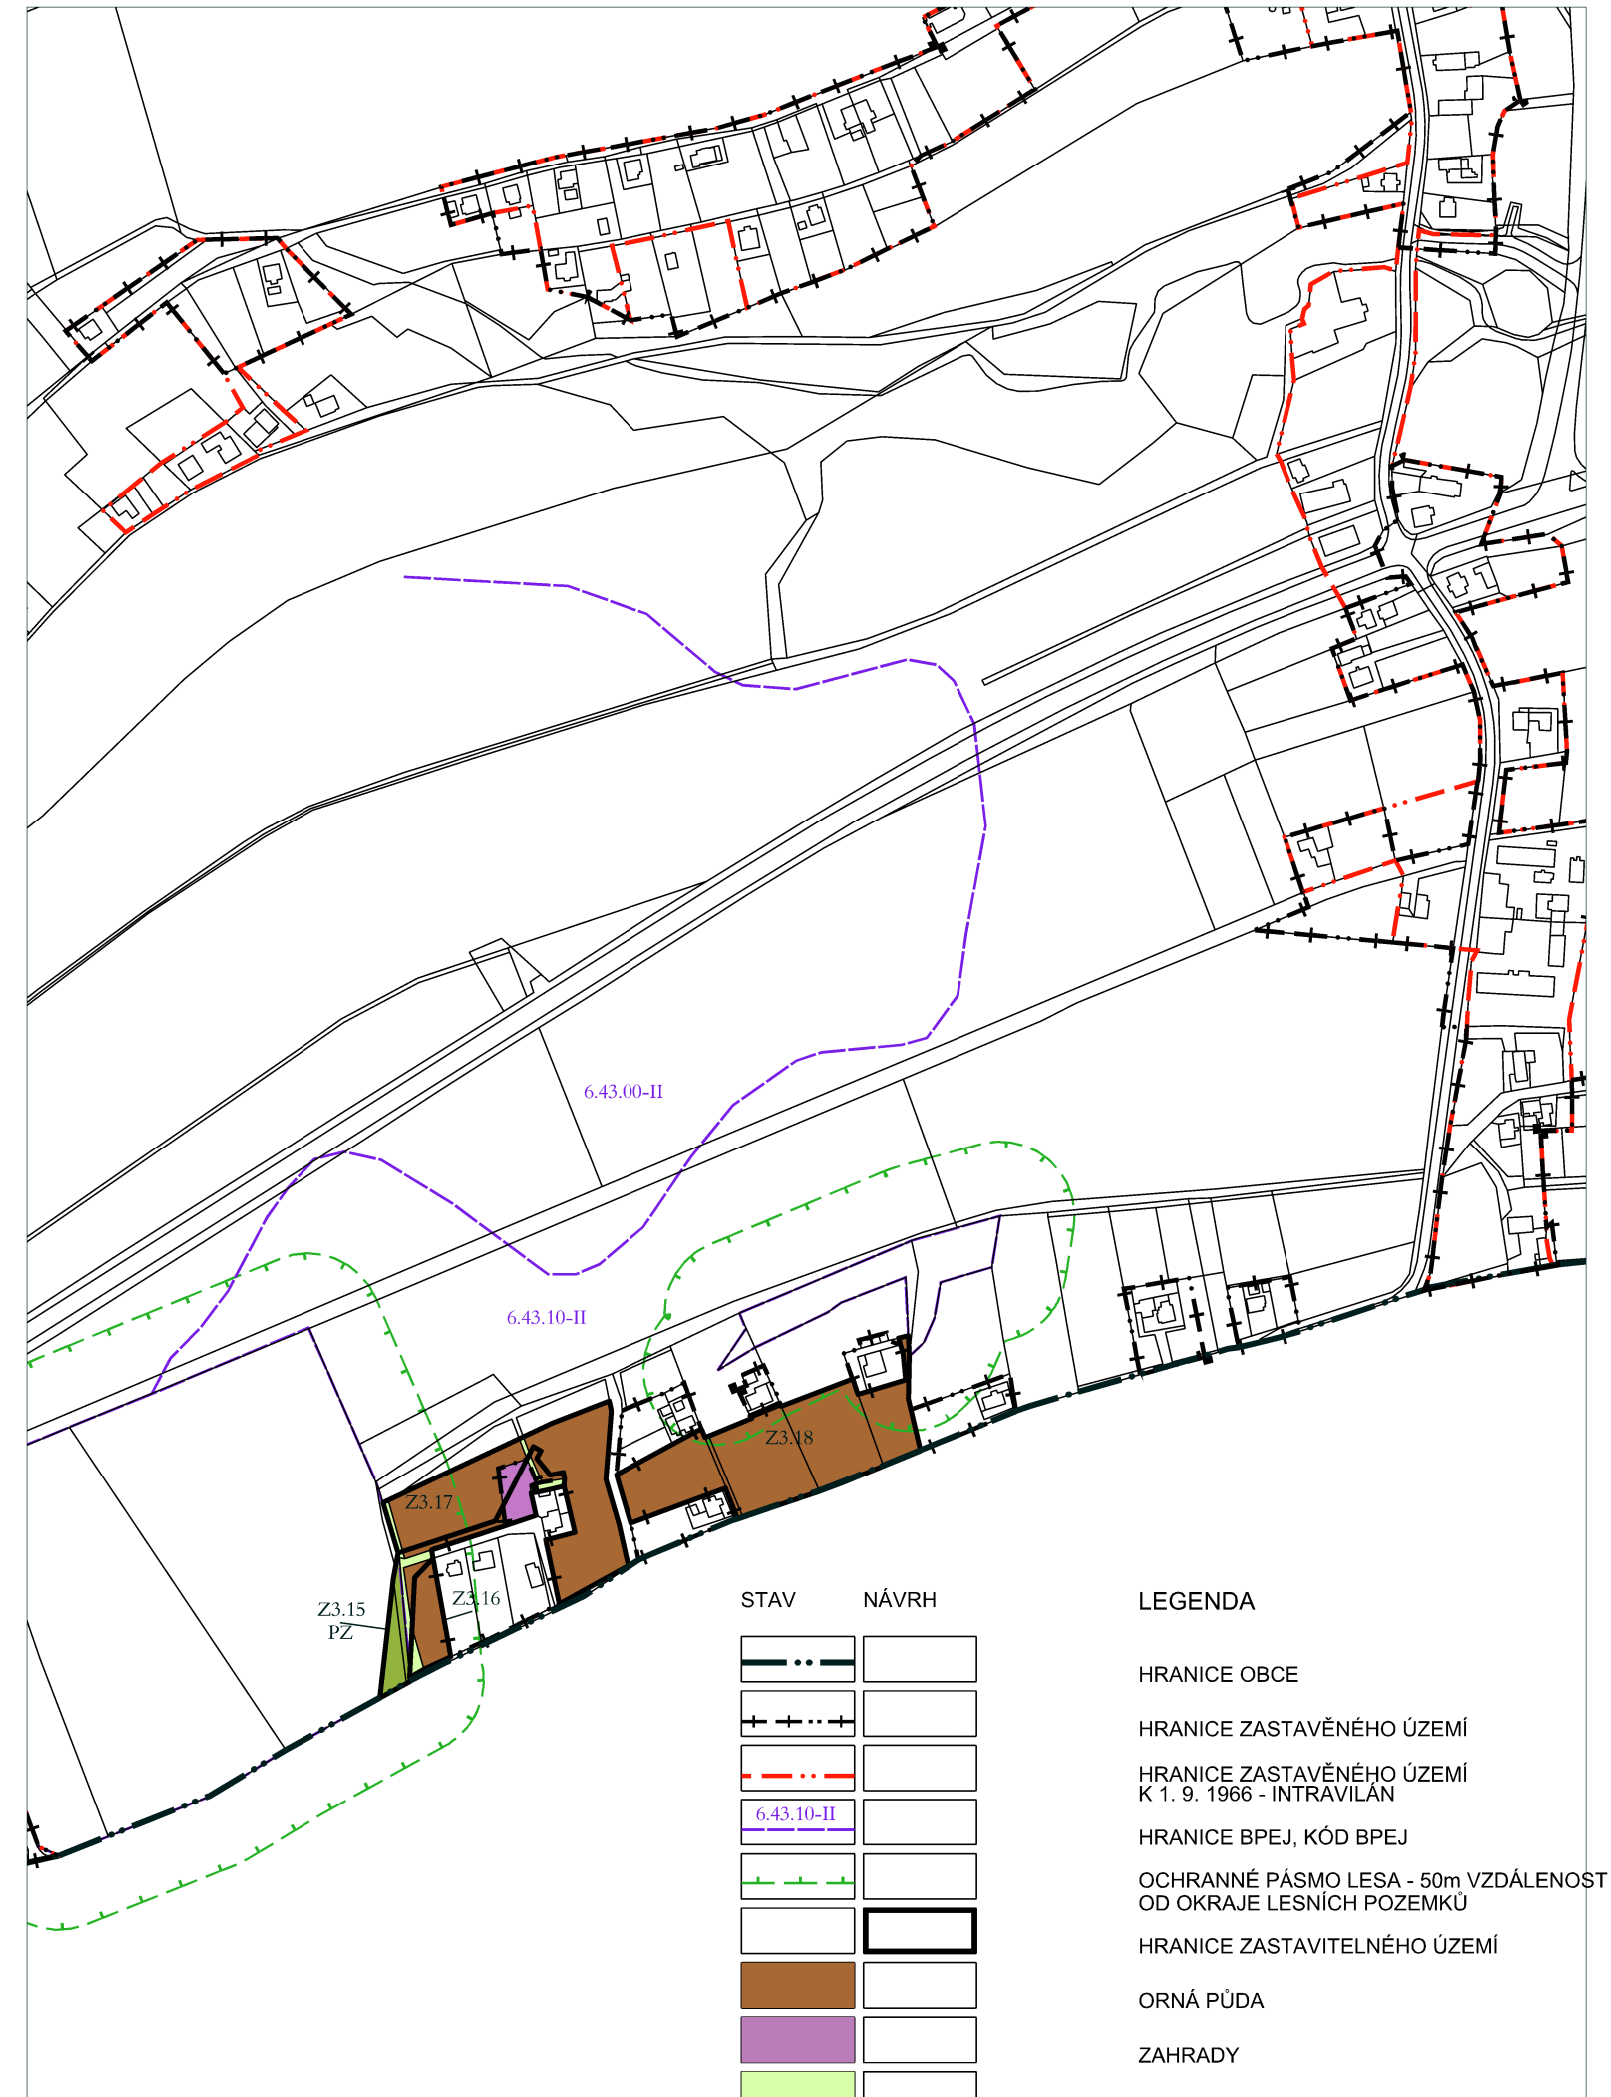 6.43.00-II
6.43.10-II
Z3.18
Z3.17
Z3.16
Z3.15
PZ
STAV NÁVRH LEGENDA
HRANICE OBCE
HRANICE ZASTAVĚNÉHO ÚZEMÍ
HRANICE ZASTAVĚNÉHO ÚZEMÍ
K 1. 9. 1966 - INTRAVILÁN
6.43.10-II
HRANICE BPEJ, KÓD BPEJ
OCHRANNÉ PÁSMO LESA - 50m VZDÁLENOST
OD OKRAJE LESNÍCH POZEMKŮ
HRANICE ZASTAVITELNÉHO ÚZEMÍ
ORNÁ PŮDA
ZAHRADY